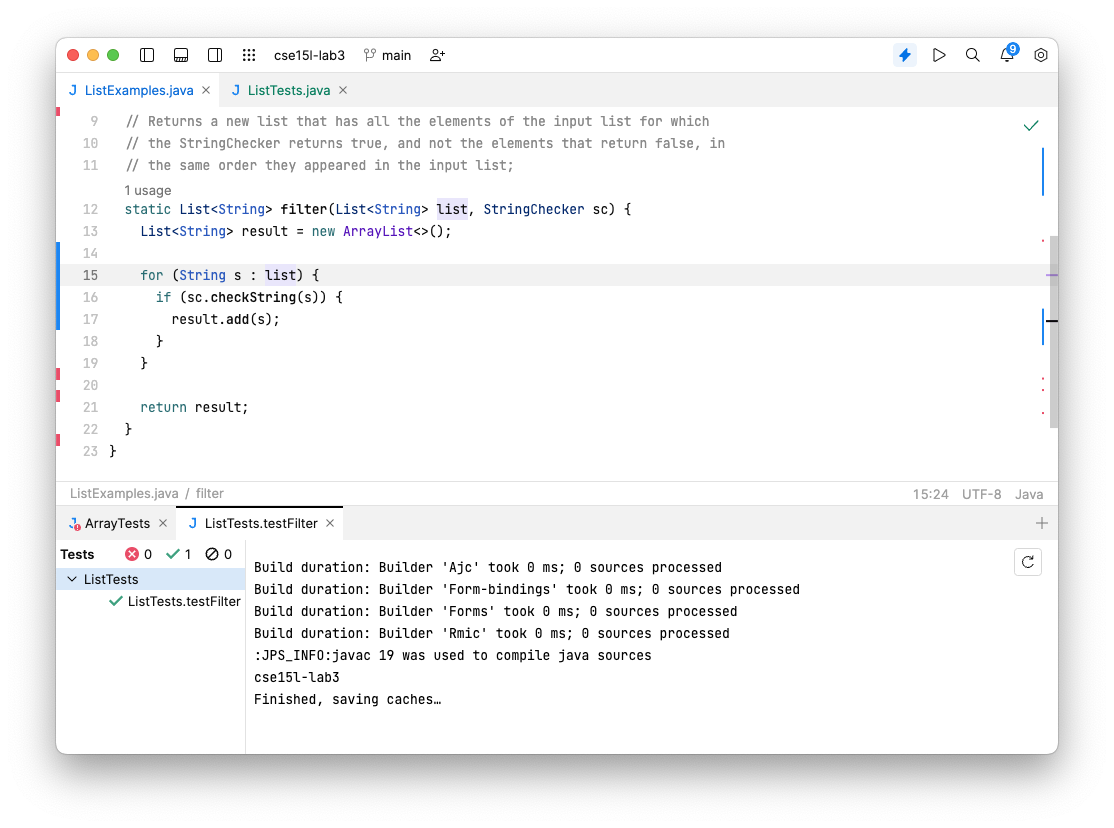 cse15l-lab3 main 9
ListExamples.java ListTests.java
9 // Returns a new list that has all the elements of the input list for which
10 // the StringChecker returns true, and not the elements that return false, in
11 // the same order they appeared in the input list;
1 usage
12 static List<String> filter(List<String> list, StringChecker sc) {
13 List<String> result = new ArrayList<>();
14
15 for (String s : list) {
16 if (sc.checkString(s)) {
17 result.add(s);
18 }
19 }
20
21 return result;
22 }
23 }
ListExamples.java / filter 15:24 UTF-8 Java
ArrayTests ListTests.testFilter
Tests 0 1 0
ListTests
ListTests.testFilter
Build duration: Builder 'Ajc' took 0 ms; 0 sources processed
Build duration: Builder 'Form-bindings' took 0 ms; 0 sources processed
Build duration: Builder 'Forms' took 0 ms; 0 sources processed
Build duration: Builder 'Rmic' took 0 ms; 0 sources processed
:JPS_INFO:javac 19 was used to compile java sources
cse15l-lab3
Finished, saving caches…